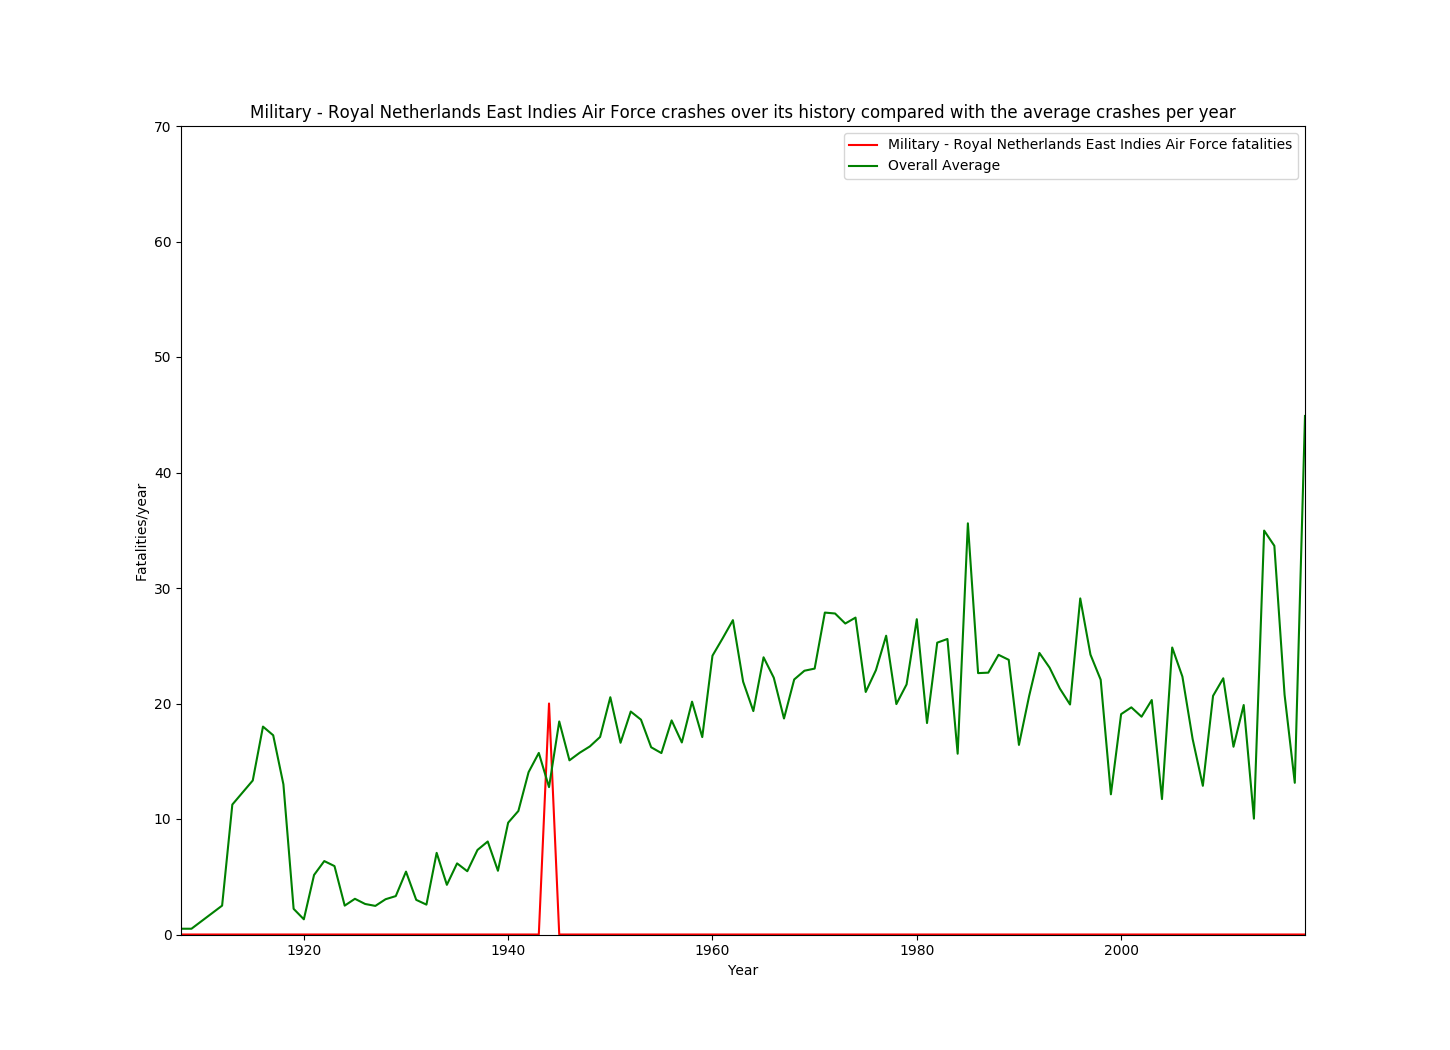 Military - Royal Netherlands East Indies Air Force crashes over its history compared with the average crashes per year
70
60
50
40
30
20
10
0
Fatalities/year
Military - Royal Netherlands East Indies Air Force fatalities
Overall Average
1920 1940 1960 1980 2000
Year